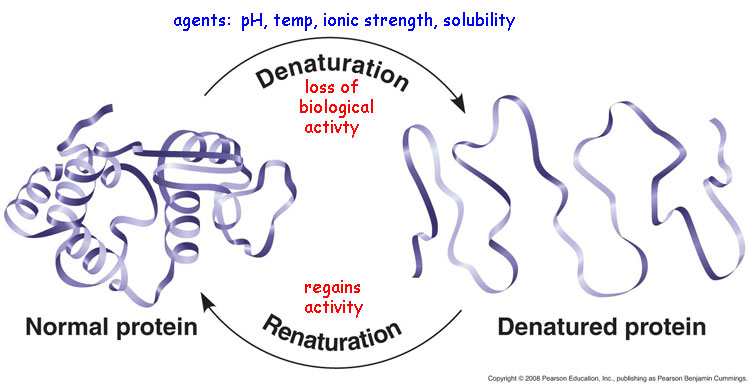 agents: pH, temp, ionic strength, solubility
Denaturation
loss of
biological
activty
regains
activity
Normal protein
Renaturation
Denatured protein
Copyright © 2008 Pearson Education, Inc., publishing as Pearson Benjamin Cummings.